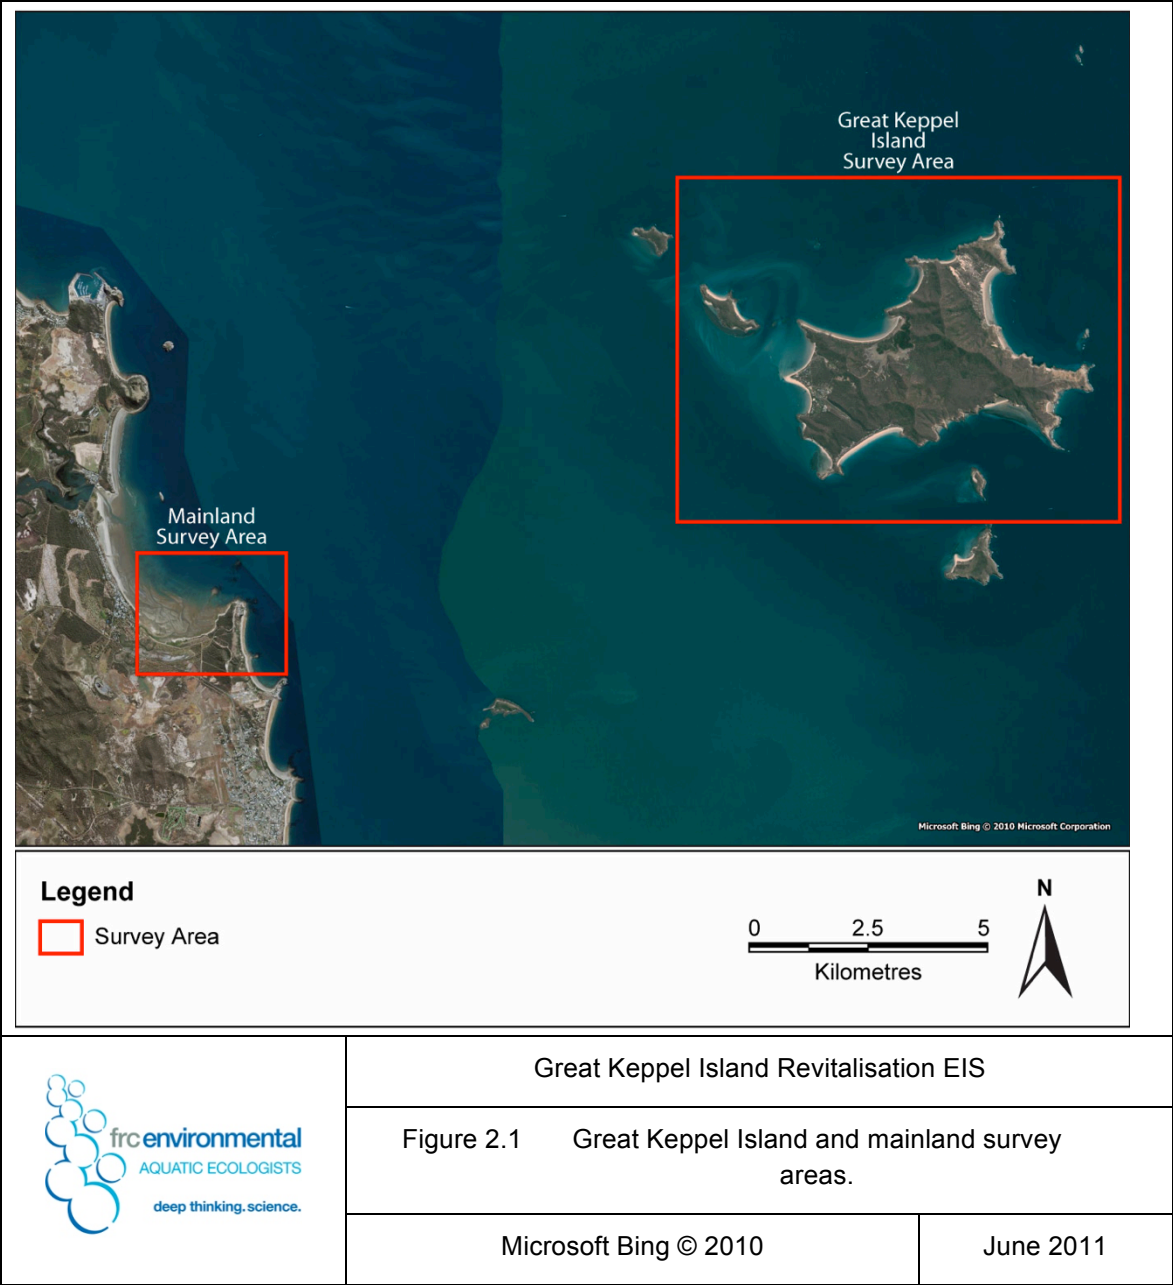 Great Keppel
Island
Survey Area
Mainland
Survey Area
Microsoft Bing © 2010 Microsoft Corporation
Legend
Survey Area
0 2.5 5
Kilometres
N
frcenvironmental
AQUATIC ECOLOGISTS
deep thinking.science.
Great Keppel Island Revitalisation EIS
Figure 2.1 Great Keppel Island and mainland survey
areas.
Microsoft Bing © 2010
June 2011